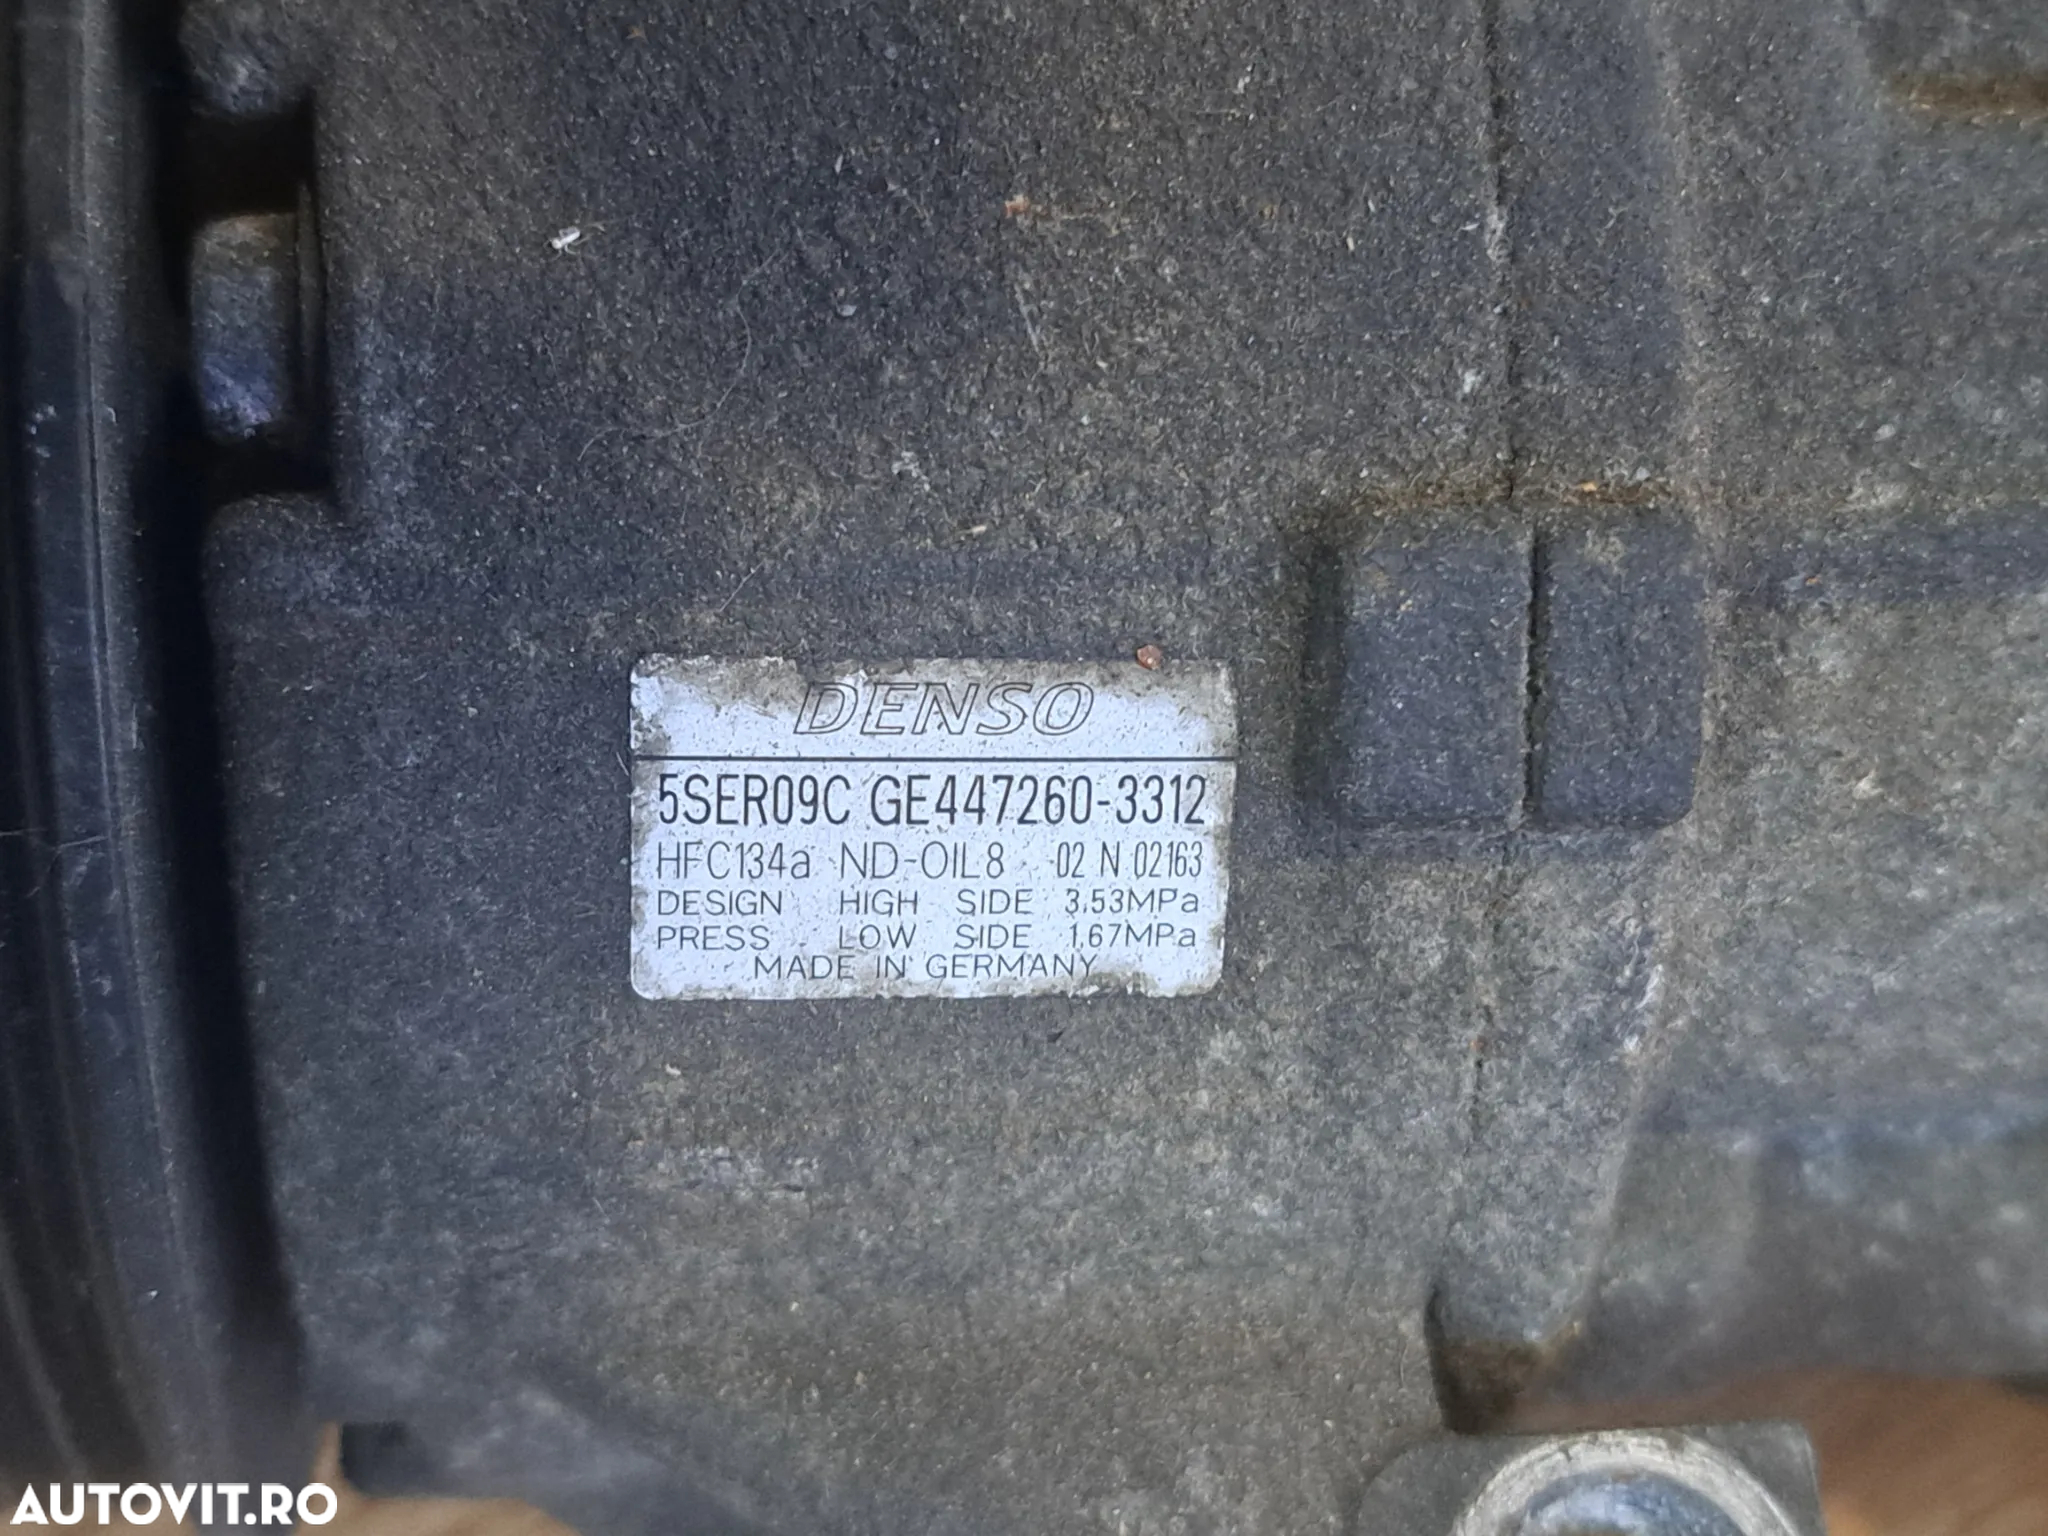 DENSO
5SER09C GE447260-3312
HFC134a ND-OIL8 02 N 02163
DESIGN HIGH SIDE 3.53MPa
PRESS LOW SIDE 1.67MPa
MADE IN GERMANY
AUTOVIT.RO